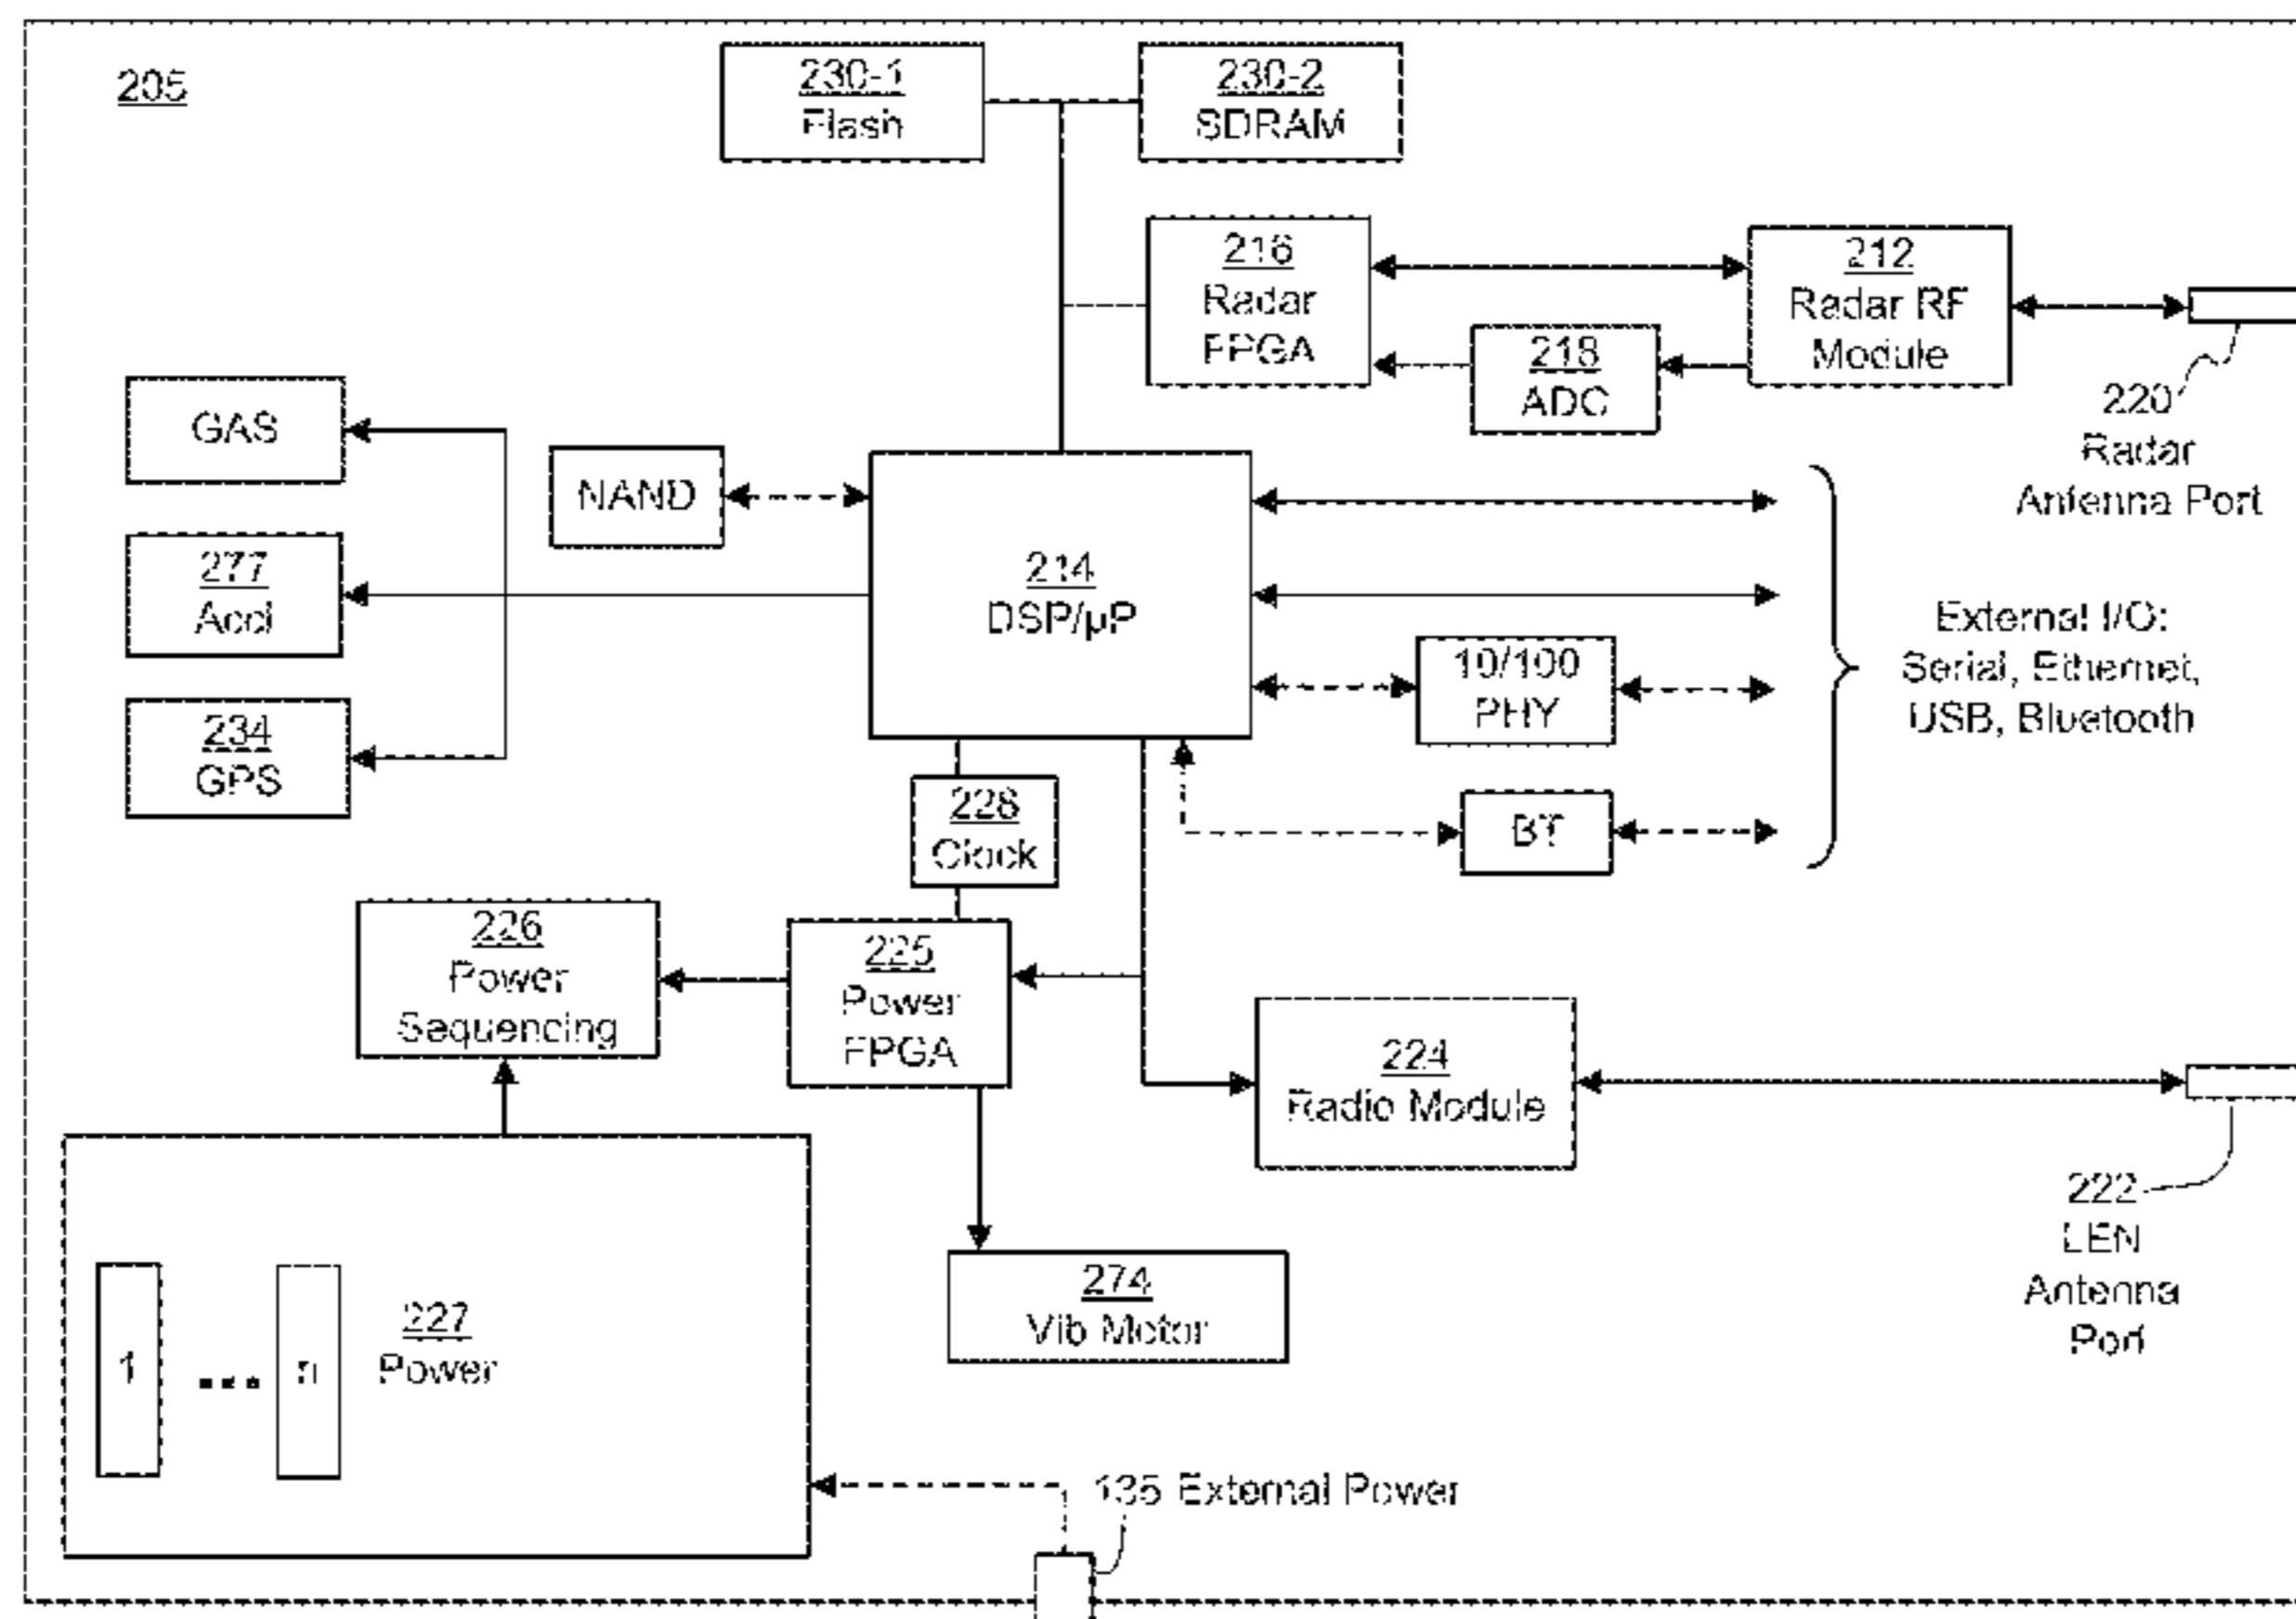 205
230-1
Flash
230-2
SDRAM
216
Radar
FPGA
212
Radar RF
Module
218
ADC
220
Radar
Antenna Port
GAS
NAND
277
Accl
214
DSP/µP
234
GPS
10/100
PHY
BT
External I/O:
Serial, Ethernet,
USB, Bluetooth
228
Clock
226
Power
Sequencing
225
Power
FPGA
224
Radio Module
222
LEN
Antenna
Port
274
Vib Motor
1
...
n
227
Power
135 External Power